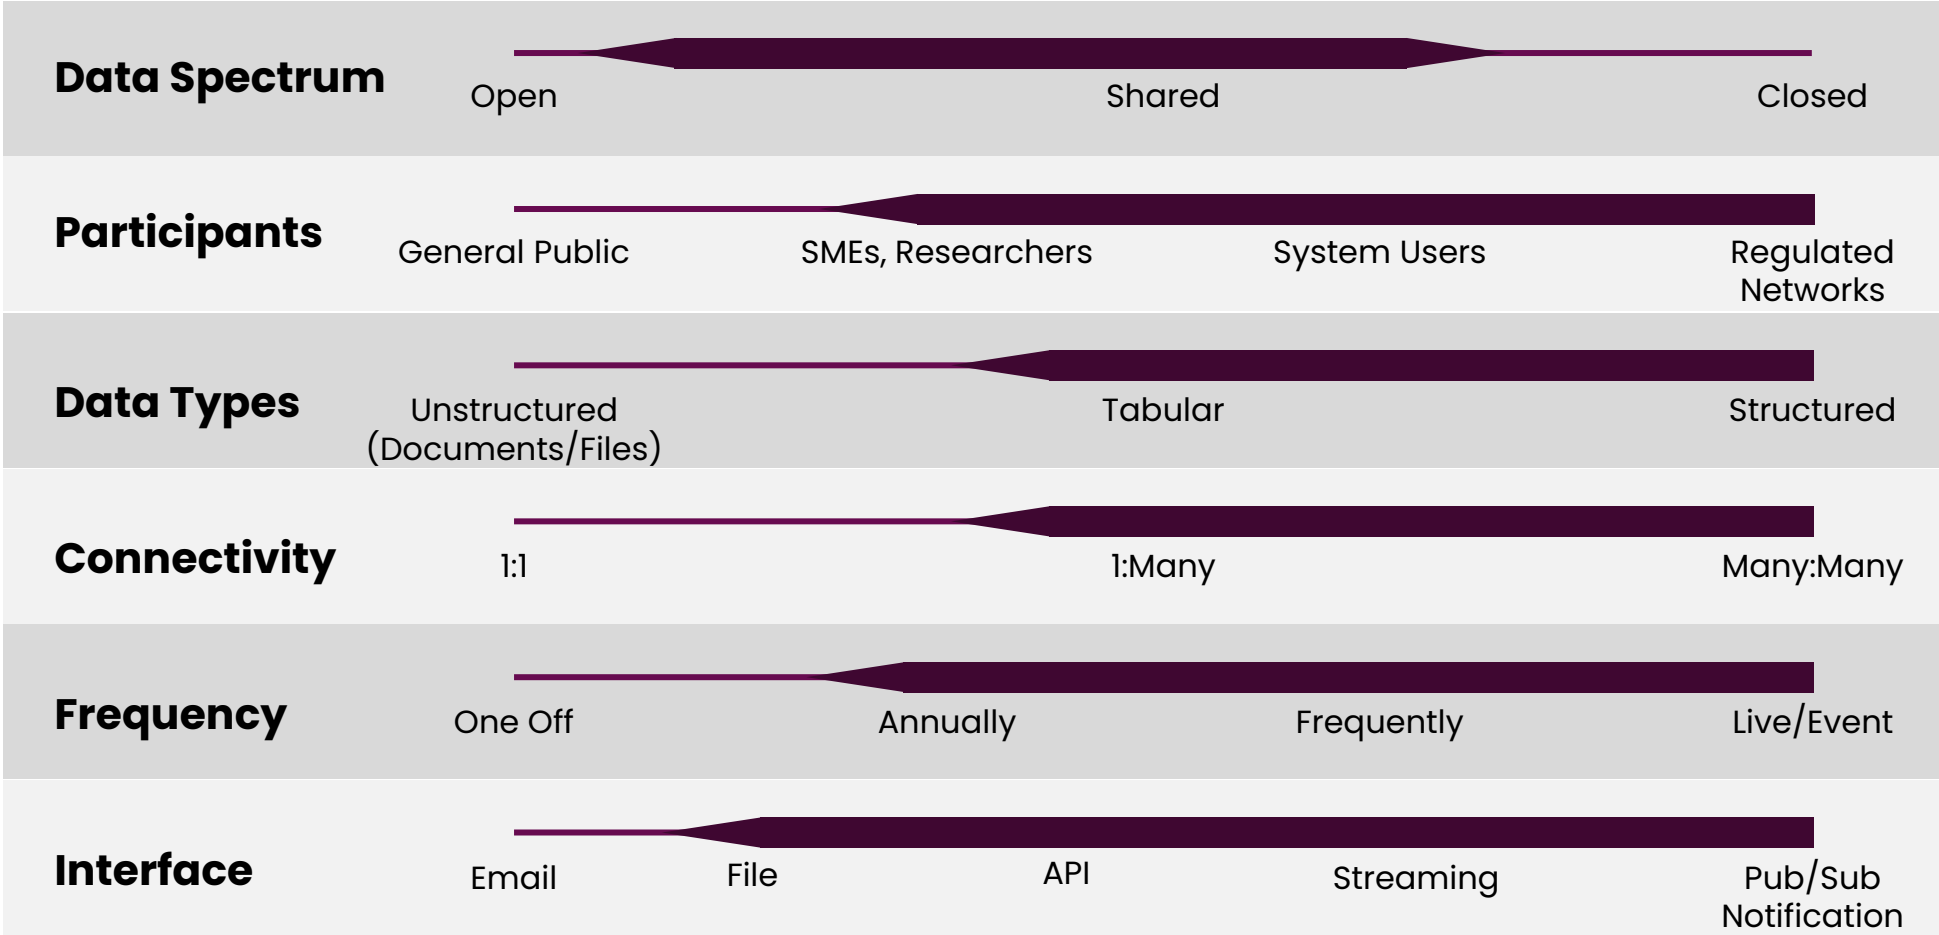 Data Spectrum
Open
Shared
Closed
Participants
General Public
SMEs, Researchers
System Users
Regulated
Networks
Data Types
Unstructured
(Documents/Files)
Tabular
Structured
Connectivity
1:1
1:Many
Many:Many
Frequency
One Off
Annually
Frequently
Live/Event
Interface
Email
File
API
Streaming
Pub/Sub
Notification